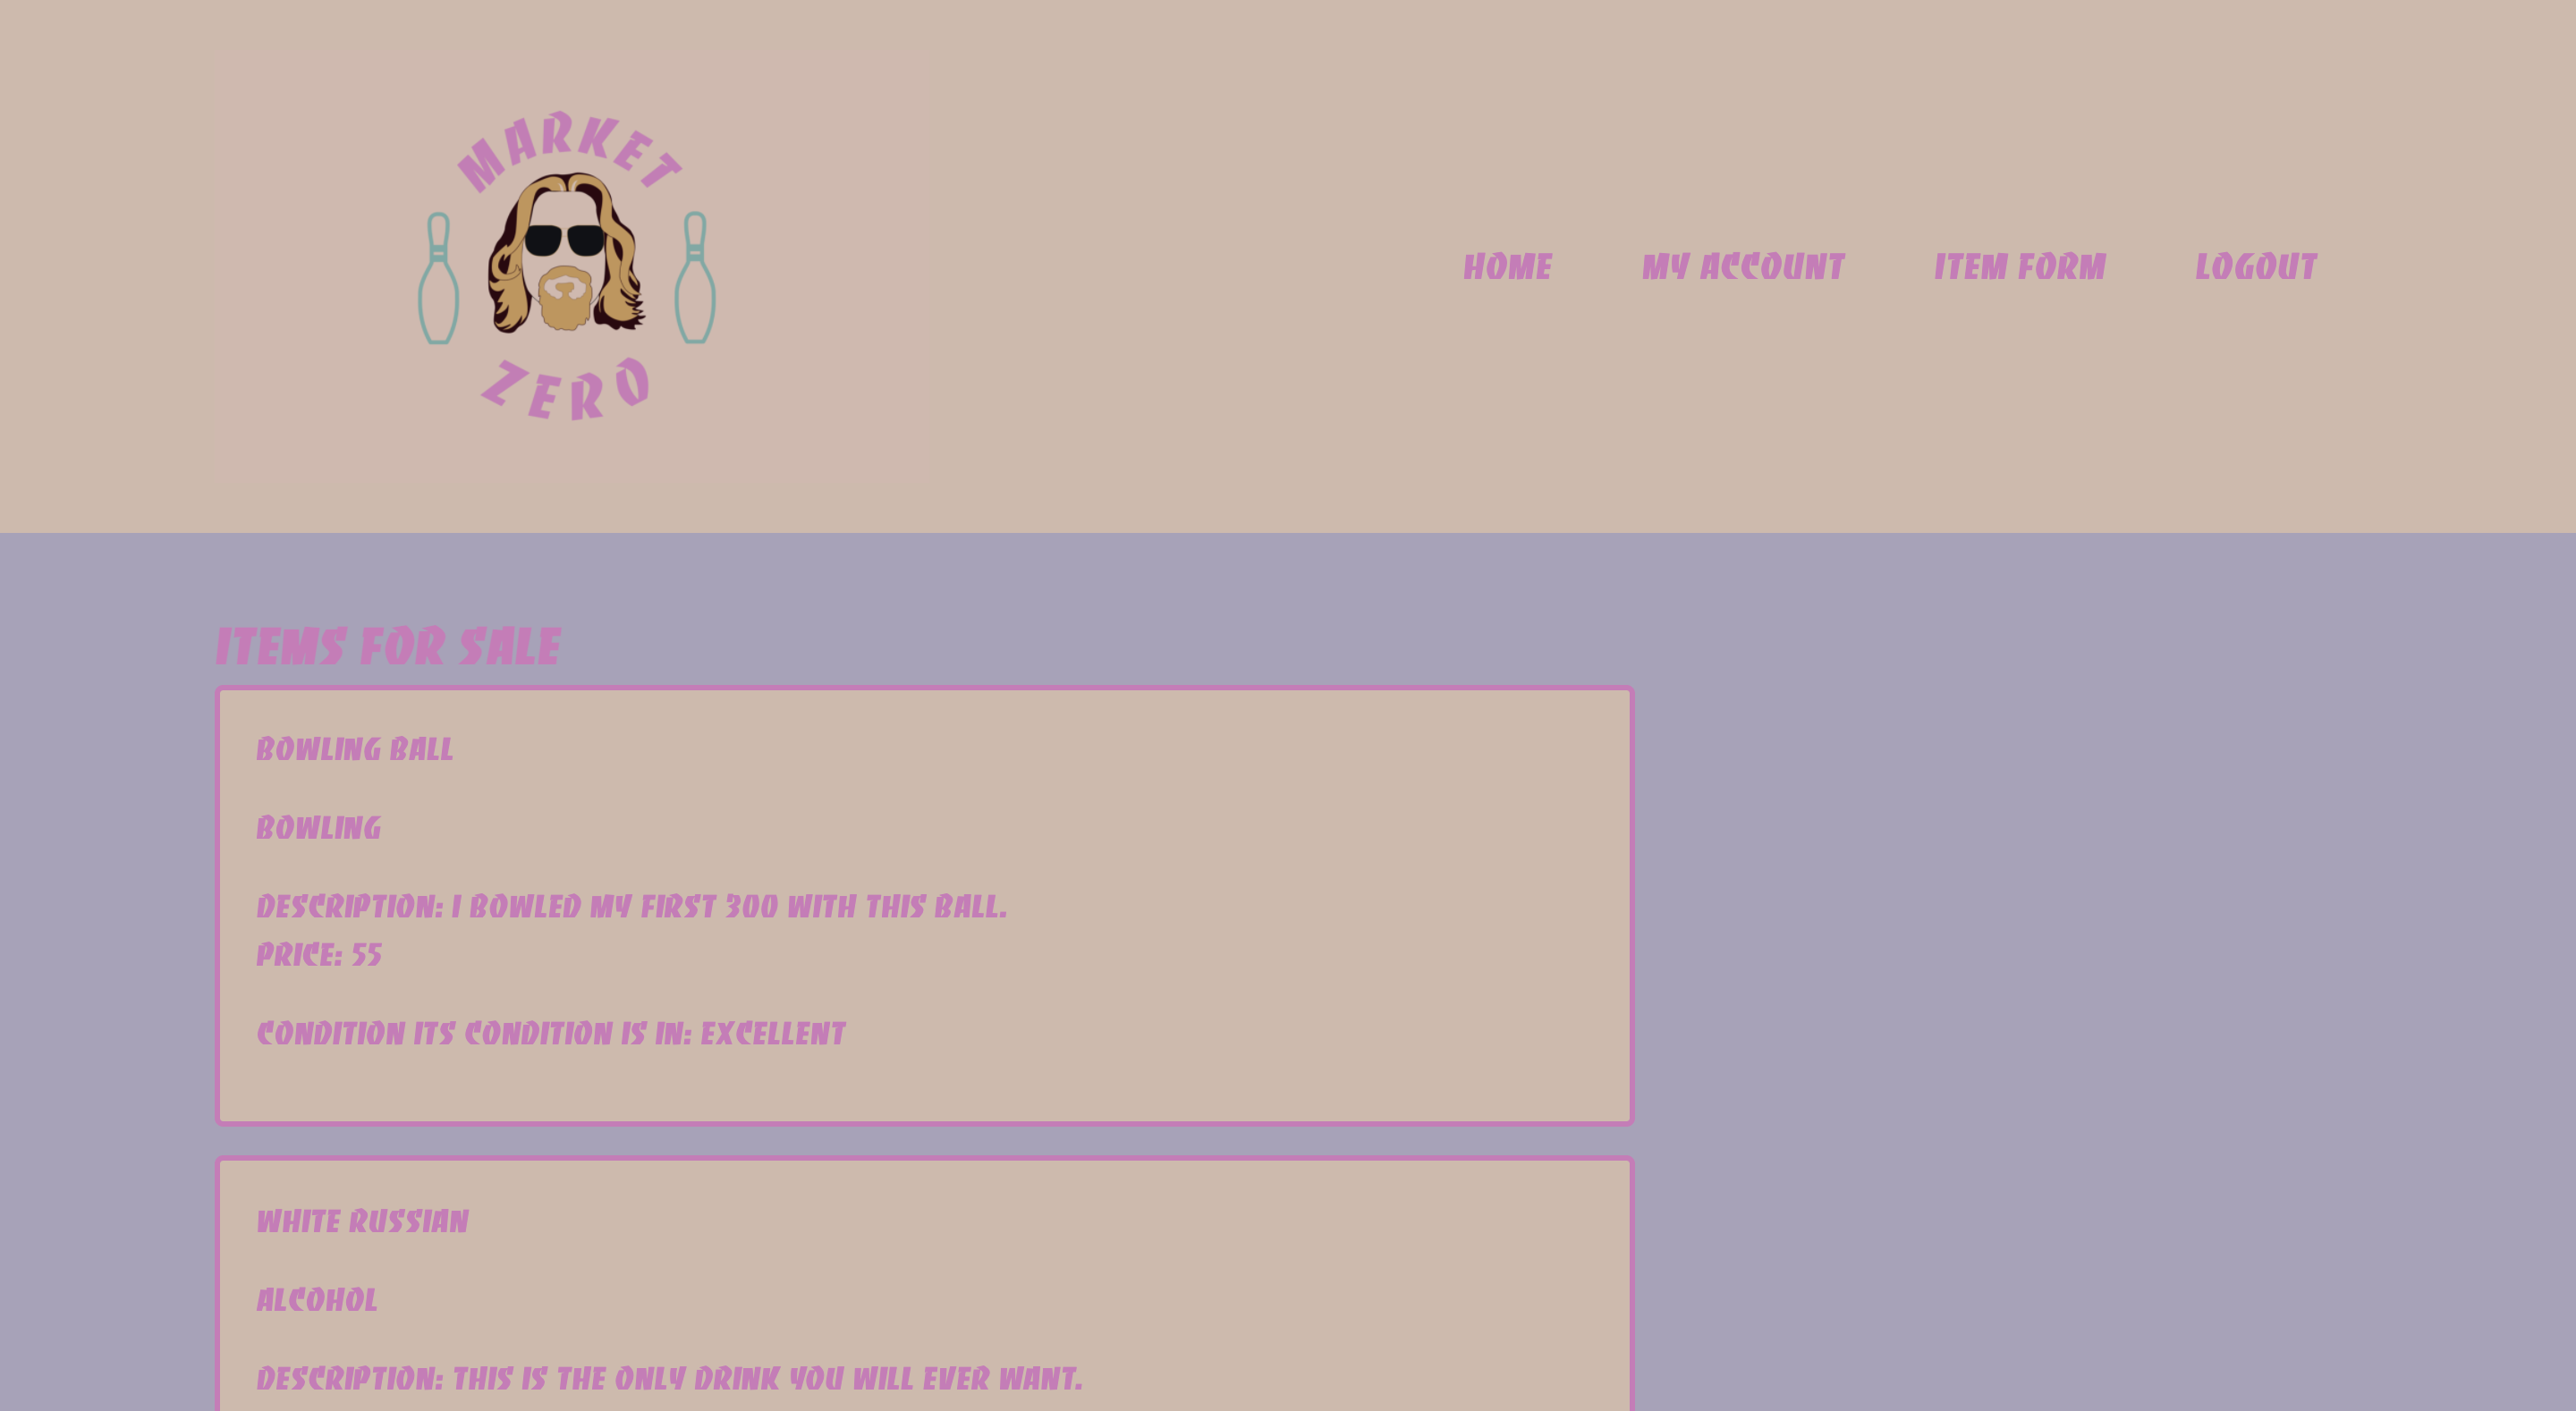 MARKET
ZERO
HOME MY ACCOUNT ITEM FORM LOGOUT
ITEMS FOR SALE
BOWLING BALL
BOWLING
DESCRIPTION: I BOWLED MY FIRST 300 WITH THIS BALL.
PRICE: 55
CONDITION ITS CONDITION IS IN: EXCELLENT
WHITE RUSSIAN
ALCOHOL
DESCRIPTION: THIS IS THE ONLY DRINK YOU WILL EVER WANT.